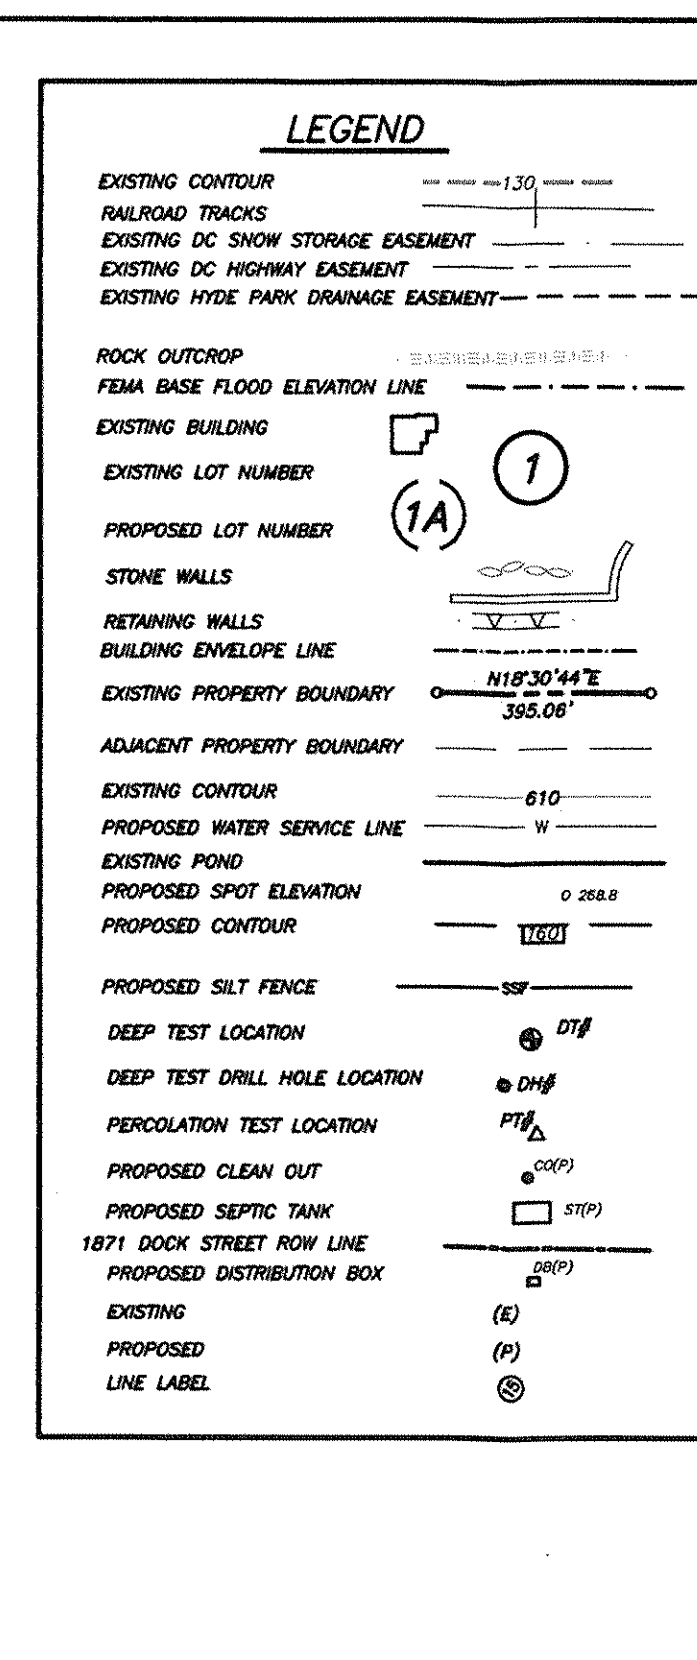 LEGEND
EXISTING CONTOUR 130
RAILROAD TRACKS
EXISITNG DC SNOW STORAGE EASEMENT
EXISTING DC HIGHWAY EASEMENT
EXISTING HYDE PARK DRAINAGE EASEMENT
ROCK OUTCROP
FEMA BASE FLOOD ELEVATION LINE
EXISTING BUILDING
EXISTING LOT NUMBER 1
PROPOSED LOT NUMBER (1A)
STONE WALLS
RETAINING WALLS
BUILDING ENVELOPE LINE
EXISTING PROPERTY BOUNDARY N18°30'44"E
395.06'
ADJACENT PROPERTY BOUNDARY
EXISTING CONTOUR 610
PROPOSED WATER SERVICE LINE W
EXISTING POND
PROPOSED SPOT ELEVATION O 268.8
PROPOSED CONTOUR 160
PROPOSED SILT FENCE
DEEP TEST LOCATION DT#
DEEP TEST DRILL HOLE LOCATION DH#
PERCOLATION TEST LOCATION PT#
PROPOSED CLEAN OUT CO(P)
PROPOSED SEPTIC TANK ST(P)
1871 DOCK STREET ROW LINE
PROPOSED DISTRIBUTION BOX DB(P)
EXISTING (E)
PROPOSED (P)
LINE LABEL 15